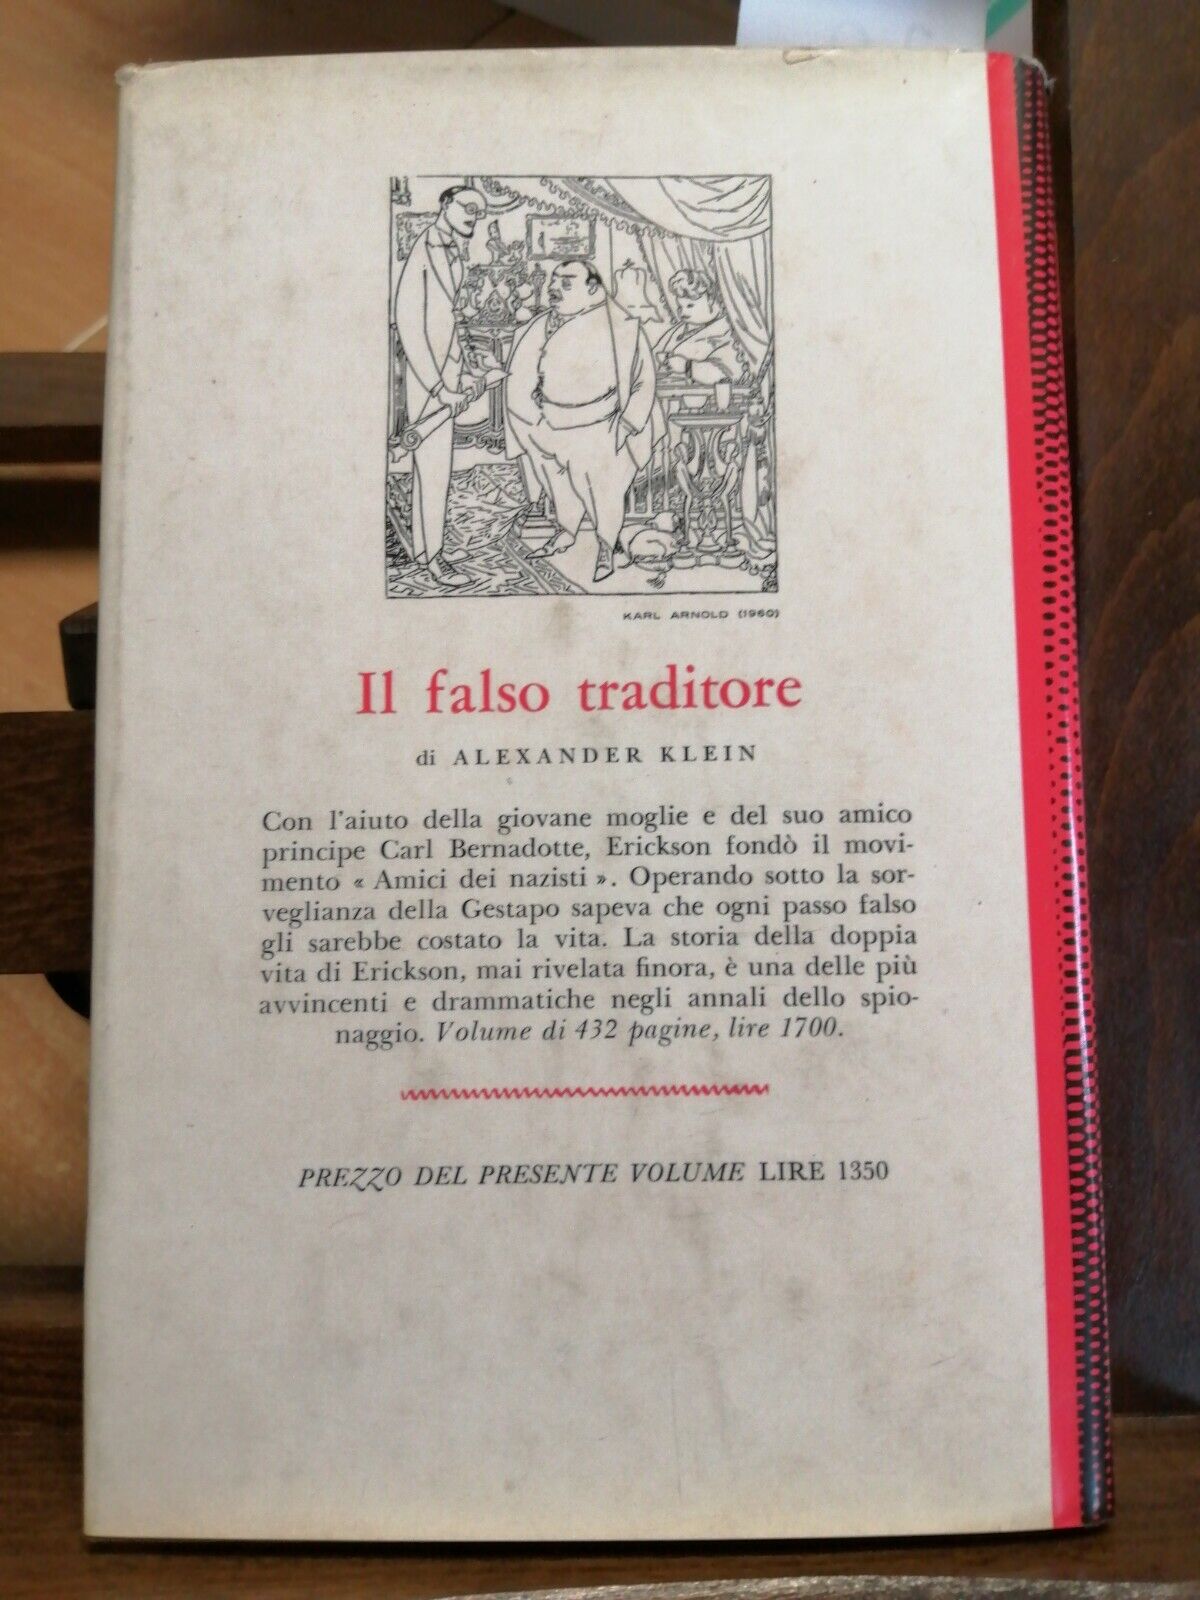 KARL ARNOLD (1960)
Il falso traditore
di ALEXANDER KLEIN
Con l'aiuto della giovane moglie e del suo amico
principe Carl Bernadotte, Erickson fondò il movi-
mento « Amici dei nazisti ». Operando sotto la sor-
veglianza della Gestapo sapeva che ogni passo falso
gli sarebbe costato la vita. La storia della doppia
vita di Erickson, mai rivelata finora, è una delle più
avvincenti e drammatiche negli annali dello spio-
naggio. Volume di 432 pagine, lire 1700.
PREZZO DEL PRESENTE VOLUME LIRE 1350